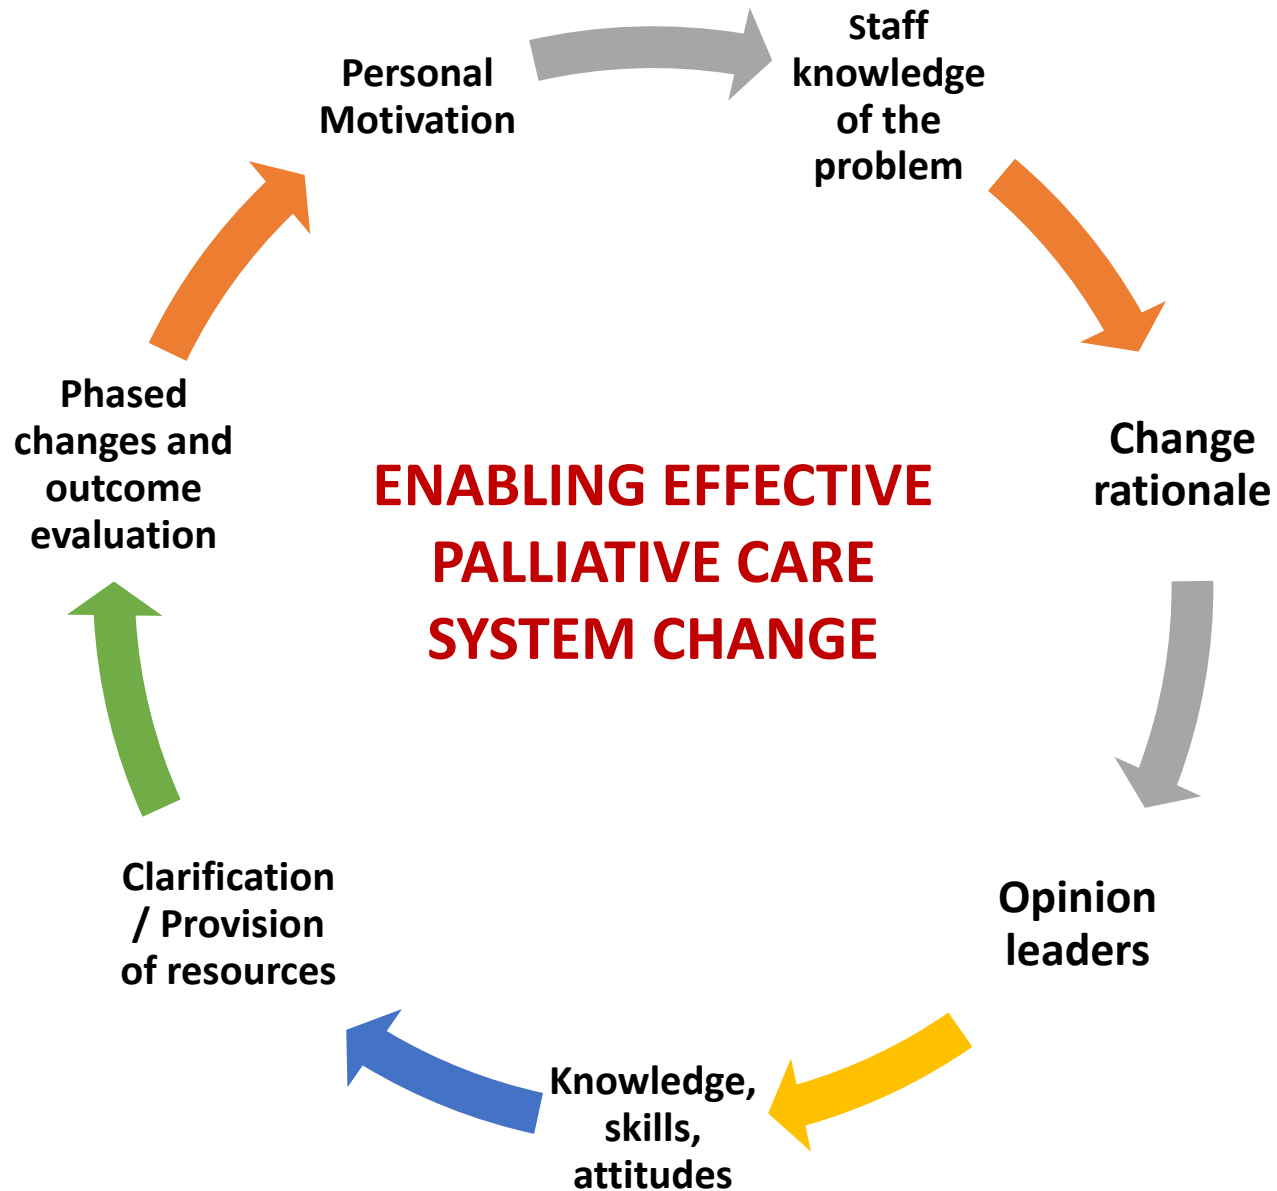 Personal
Motivation
Staff
knowledge
of the
problem
Change
rationale
Opinion
leaders
Knowledge,
skills,
attitudes
Clarification
/ Provision
of resources
Phased
changes and
outcome
evaluation
ENABLING EFFECTIVE
PALLIATIVE CARE
SYSTEM CHANGE